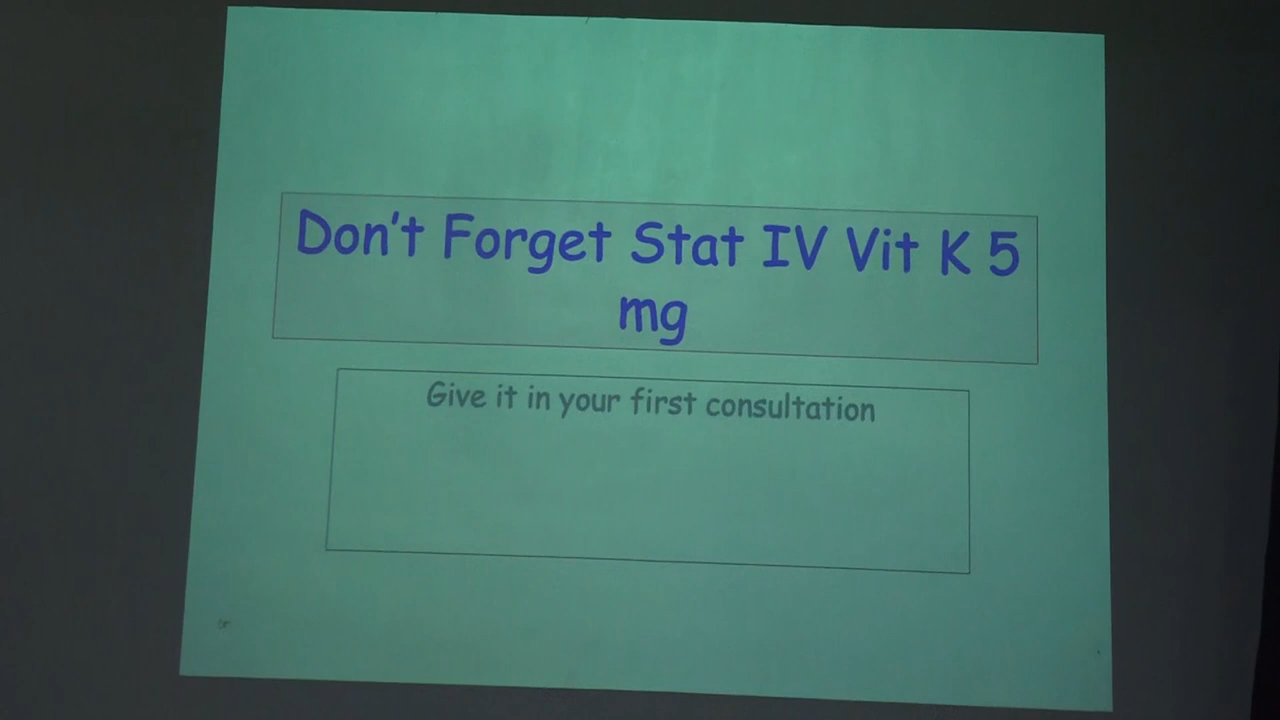 Don't Forget Stat IV Vit K 5
mg
Give it in your first consultation